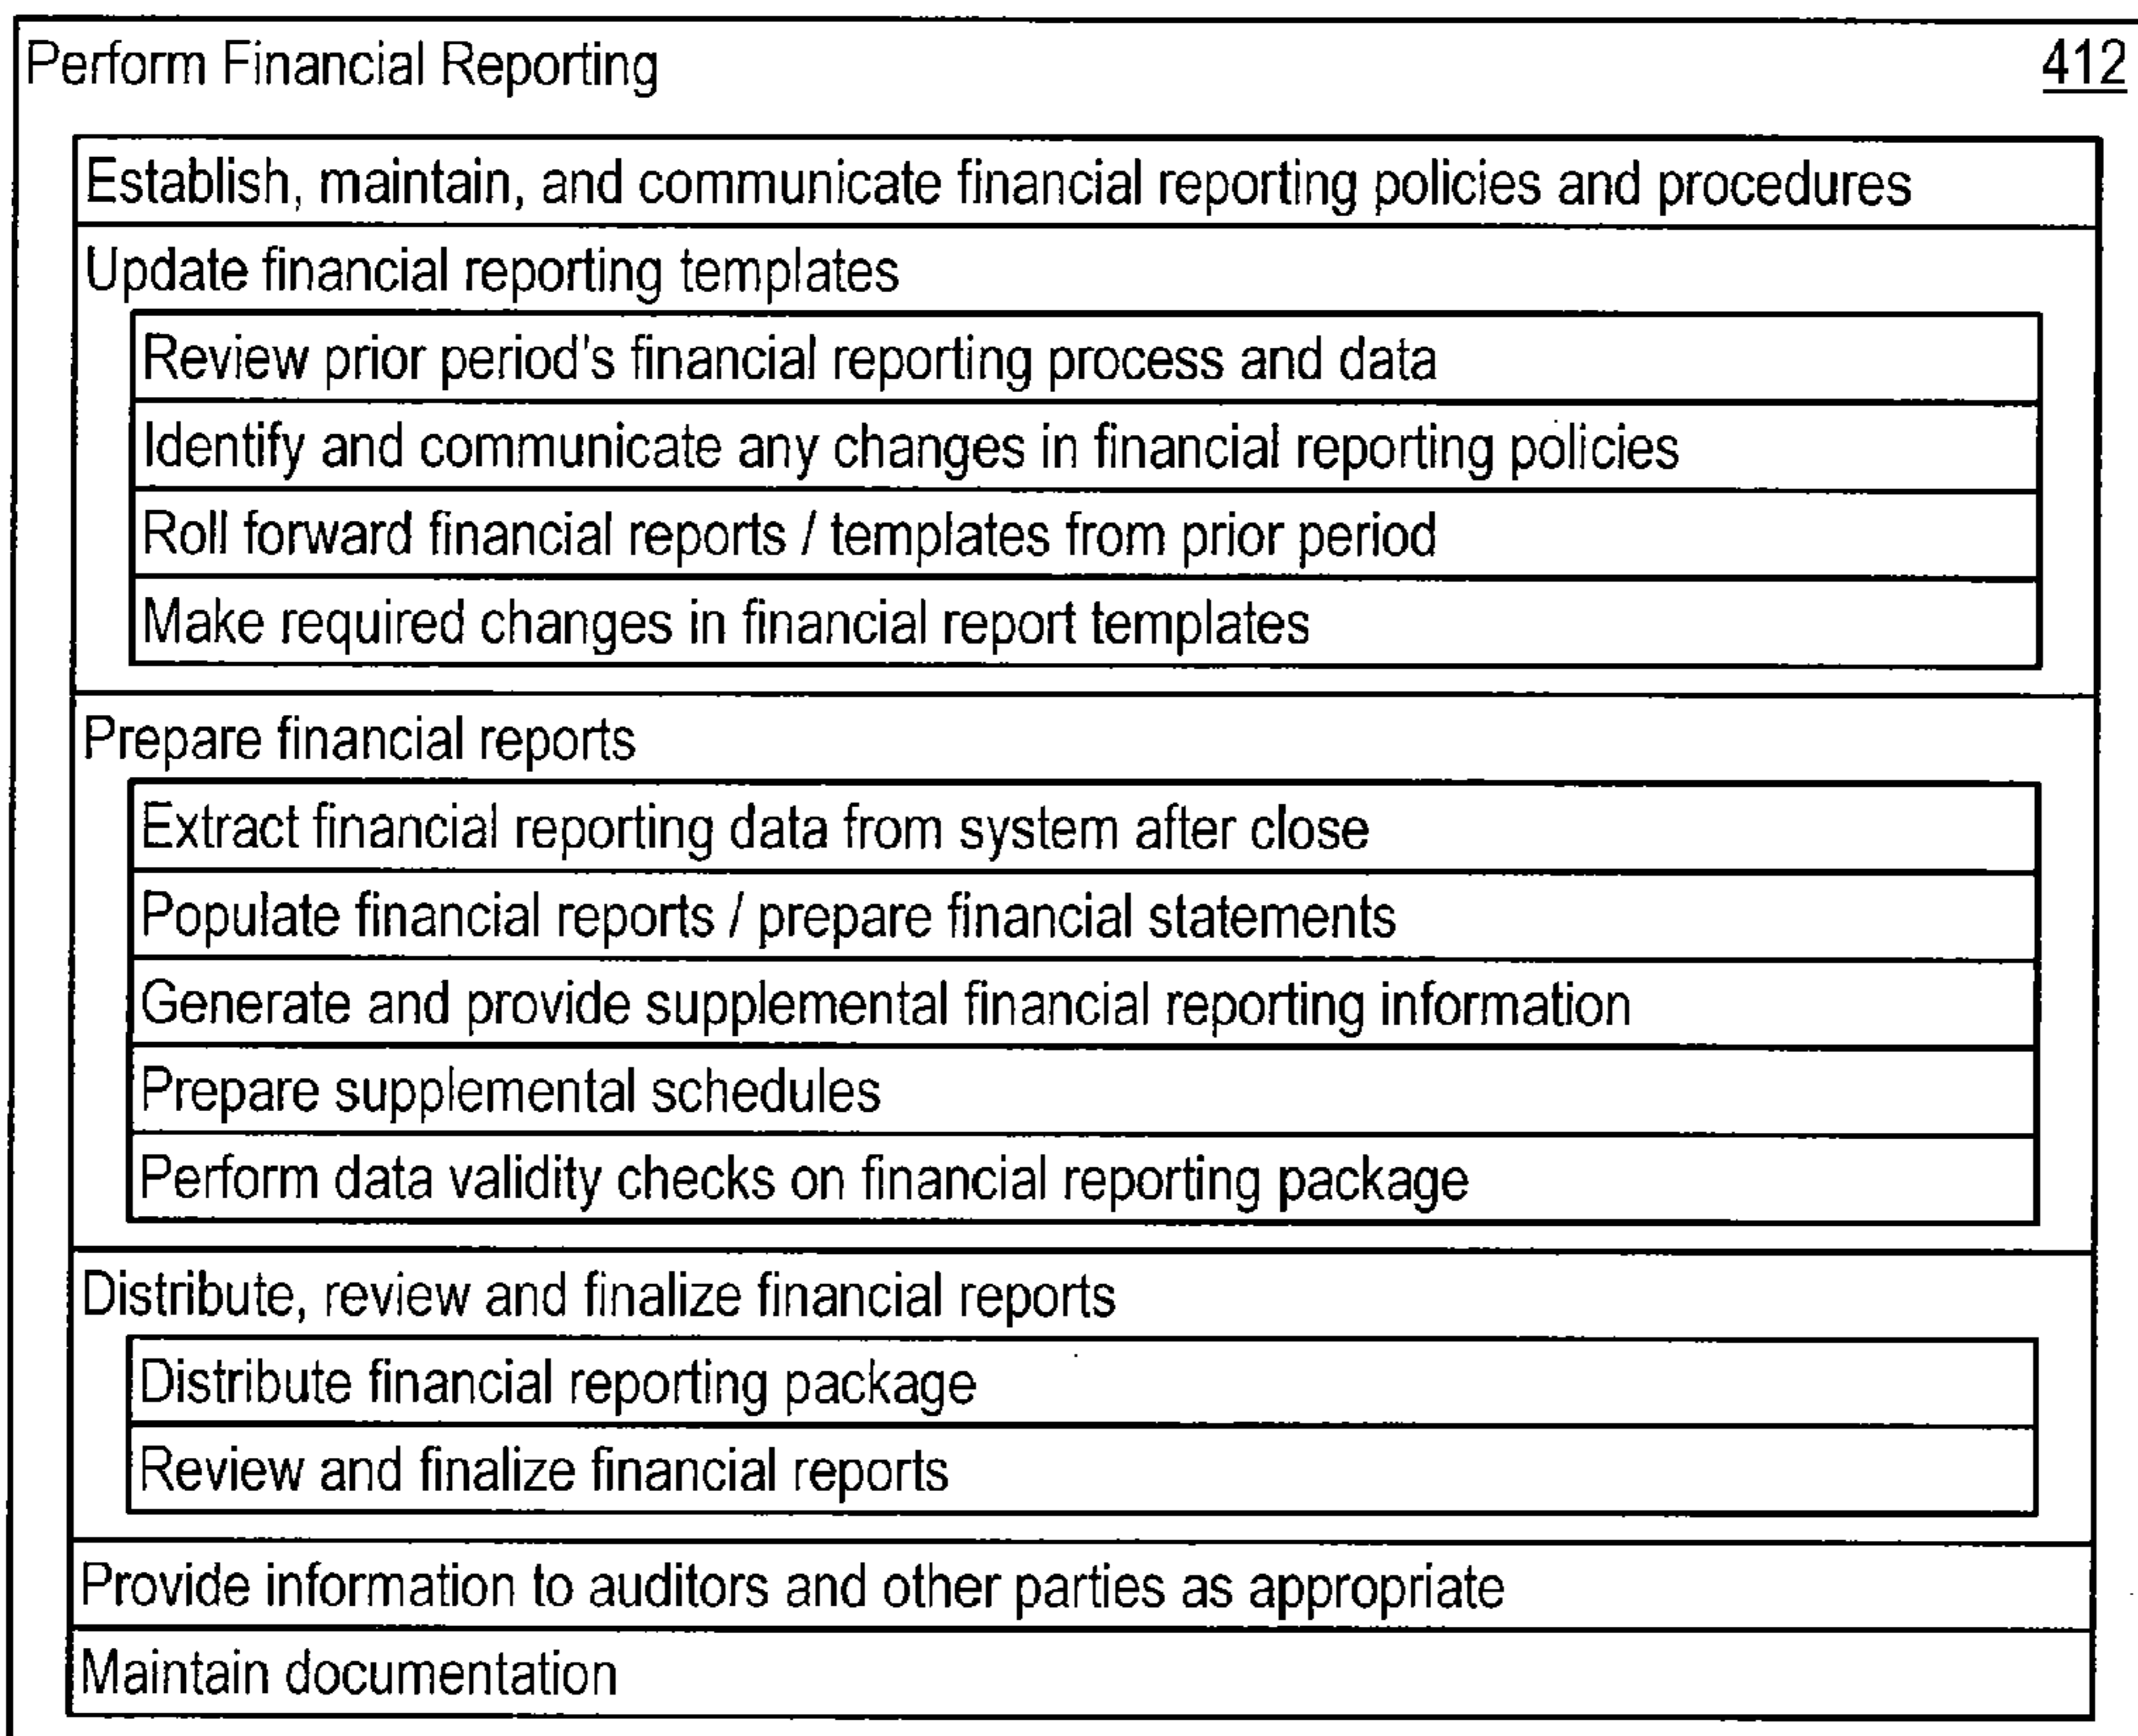 Perform Financial Reporting 412
Establish, maintain, and communicate financial reporting policies and procedures
Update financial reporting templates
Review prior period's financial reporting process and data
Identify and communicate any changes in financial reporting policies
Roll forward financial reports / templates from prior period
Make required changes in financial report templates
Prepare financial reports
Extract financial reporting data from system after close
Populate financial reports / prepare financial statements
Generate and provide supplemental financial reporting information
Prepare supplemental schedules
Perform data validity checks on financial reporting package
Distribute, review and finalize financial reports
Distribute financial reporting package
Review and finalize financial reports
Provide information to auditors and other parties as appropriate
Maintain documentation